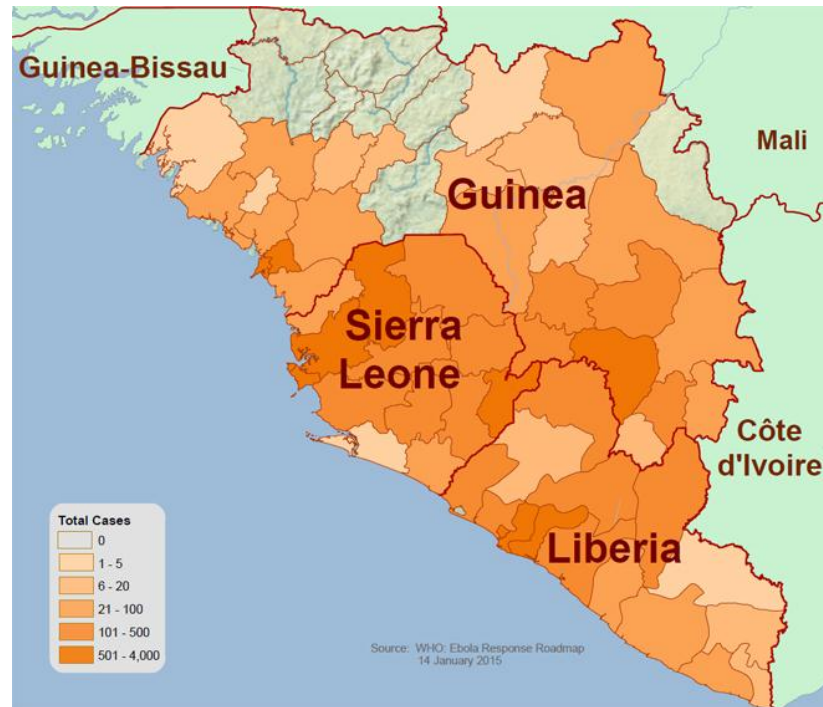 Guinea-Bissau
Mali
Guinea
Sierra
Leone
Côte
d'Ivoire
Liberia
Total Cases
0
1 - 5
6 - 20
21 - 100
101 - 500
501 - 4,000
Source: WHO: Ebola Response Roadmap
14 January 2015